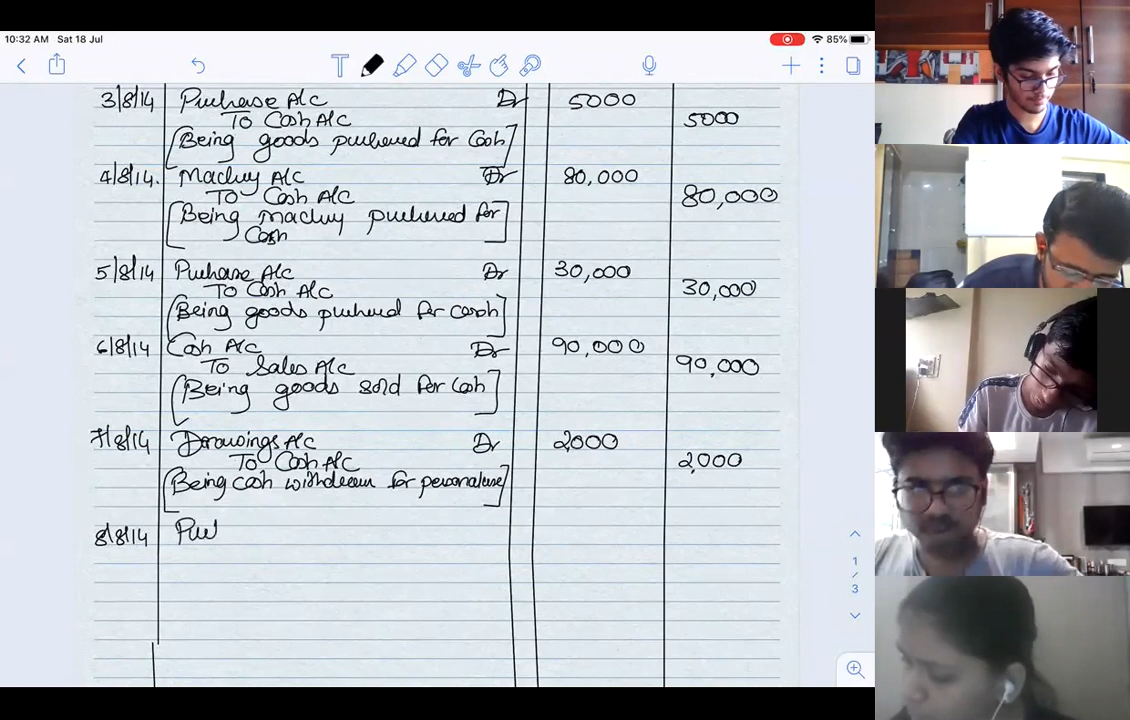 10:32 AM Sat 18 Jul
85%
3/8/14 Purchase A/c Dr 5000
To Cash A/c 5000
[Being goods purchased for Cash]
4/8/14. Machny A/c Dr 80,000
To Cash A/c 80,000
[Being Machny purchased for
Cash]
5/8/14 Purchase A/c Dr 30,000
To Cash A/c 30,000
[Being goods purchased for cash]
6/8/14 Cash A/c Dr 90,000
To Sales A/c 90,000
[Being goods sold for Cash]
7/8/14 Drawings A/c Dr 2,000
To Cash A/c 2,000
[Being cash withdrawn for personal use]
8/8/14 Pur
1
/
3